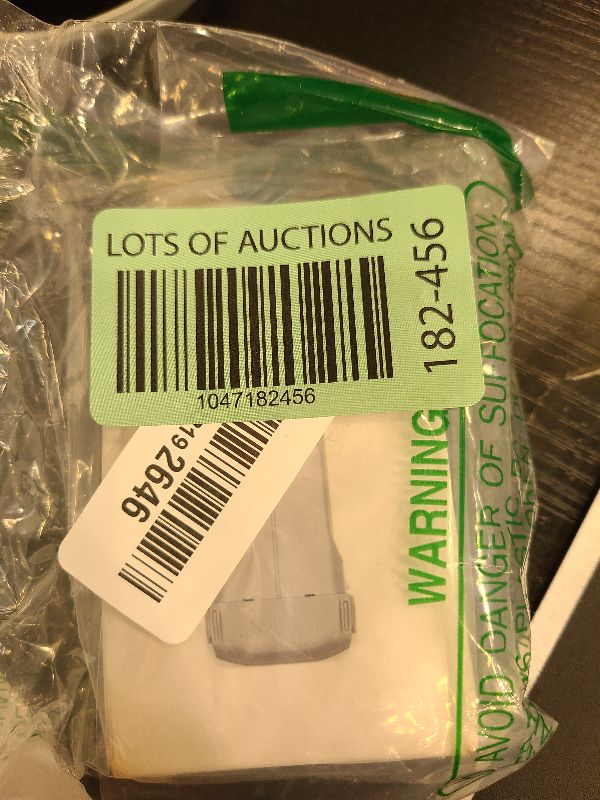 LOTS OF AUCTIONS
182-456
1047182456
2646
WARNING
AVOID DANGER OF SUFFOCATION,